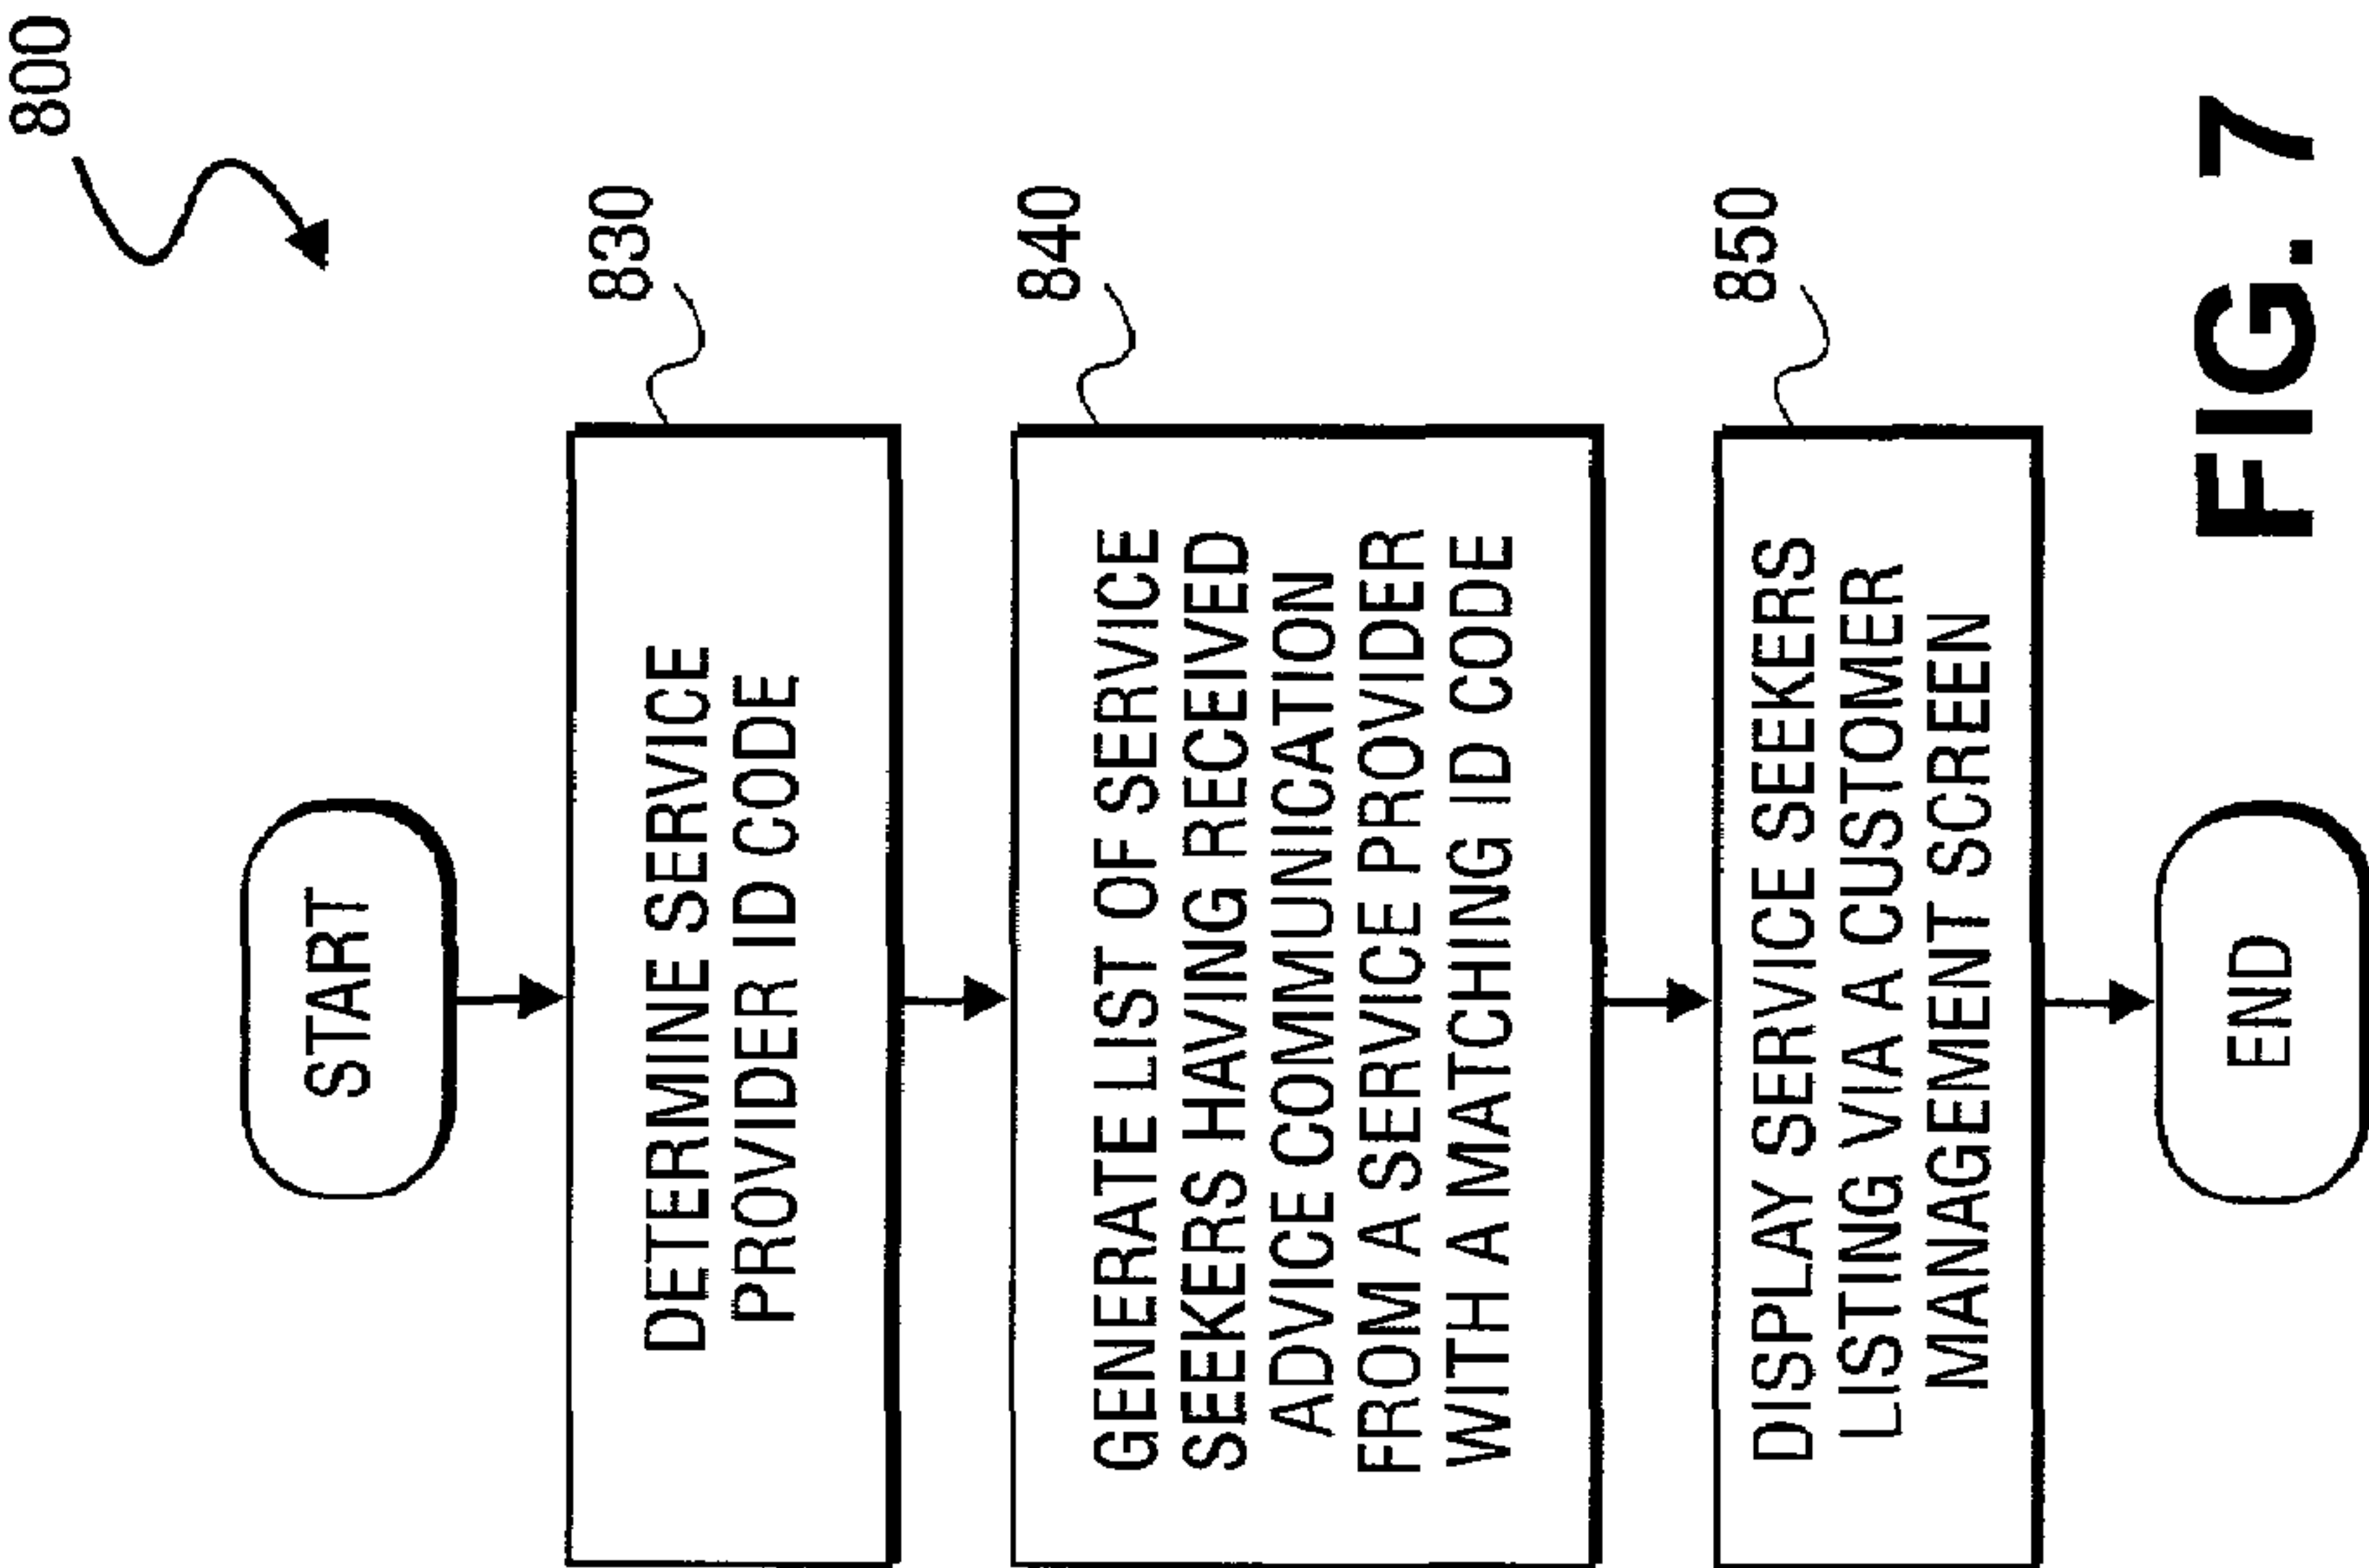 800
START
830
DETERMINE SERVICE
PROVIDER ID CODE
840
GENERATE LIST OF SERVICE
SEEKERS HAVING RECEIVED
ADVICE COMMUNICATION
FROM A SERVICE PROVIDER
WITH A MATCHING ID CODE
850
DISPLAY SERVICE SEEKERS
LISTING VIA A CUSTOMER
MANAGEMENT SCREEN
END
FIG. 7